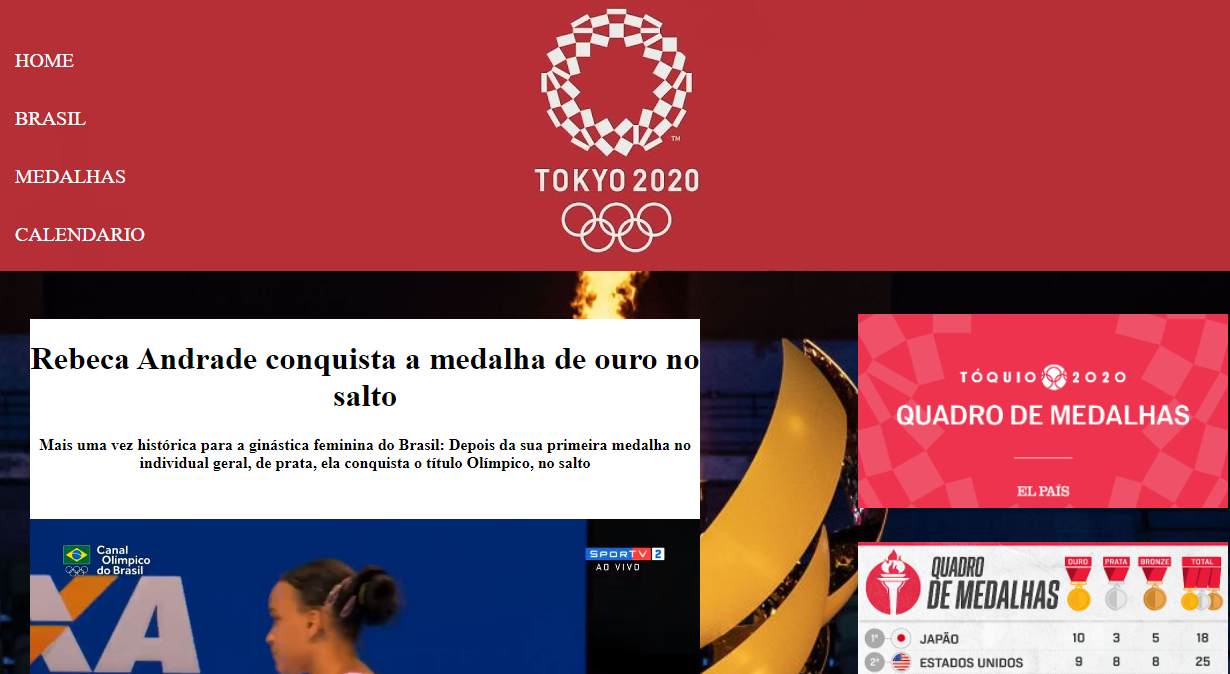 HOME
BRASIL
MEDALHAS
CALENDARIO
TM
TOKYO 2020
Rebeca Andrade conquista a medalha de ouro no
salto
Mais uma vez histórica para a ginástica feminina do Brasil: Depois da sua primeira medalha no
individual geral, de prata, ela conquista o título Olímpico, no salto
Canal
Olímpico
do Brasil
SPORTV 2
AO VIVO
XA
TÓQUIO 2020
QUADRO DE MEDALHAS
EL PAÍS
QUADRO
DE MEDALHAS
OURO PRATA BRONZE TOTAL
1º JAPÃO 10 3 5 18
2º ESTADOS UNIDOS 9 8 8 25